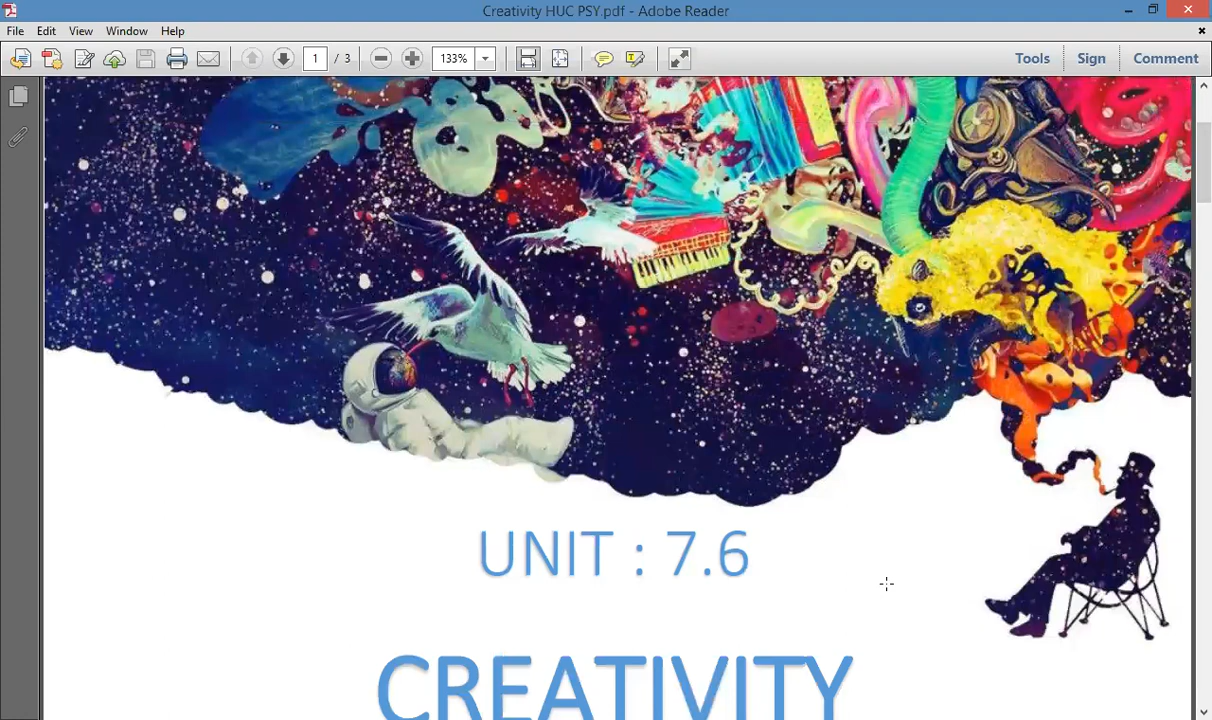 Creativity HUC PSY.pdf - Adobe Reader
File Edit View Window Help
1 / 3 133% Tools Sign Comment
UNIT : 7.6
CREATIVITY